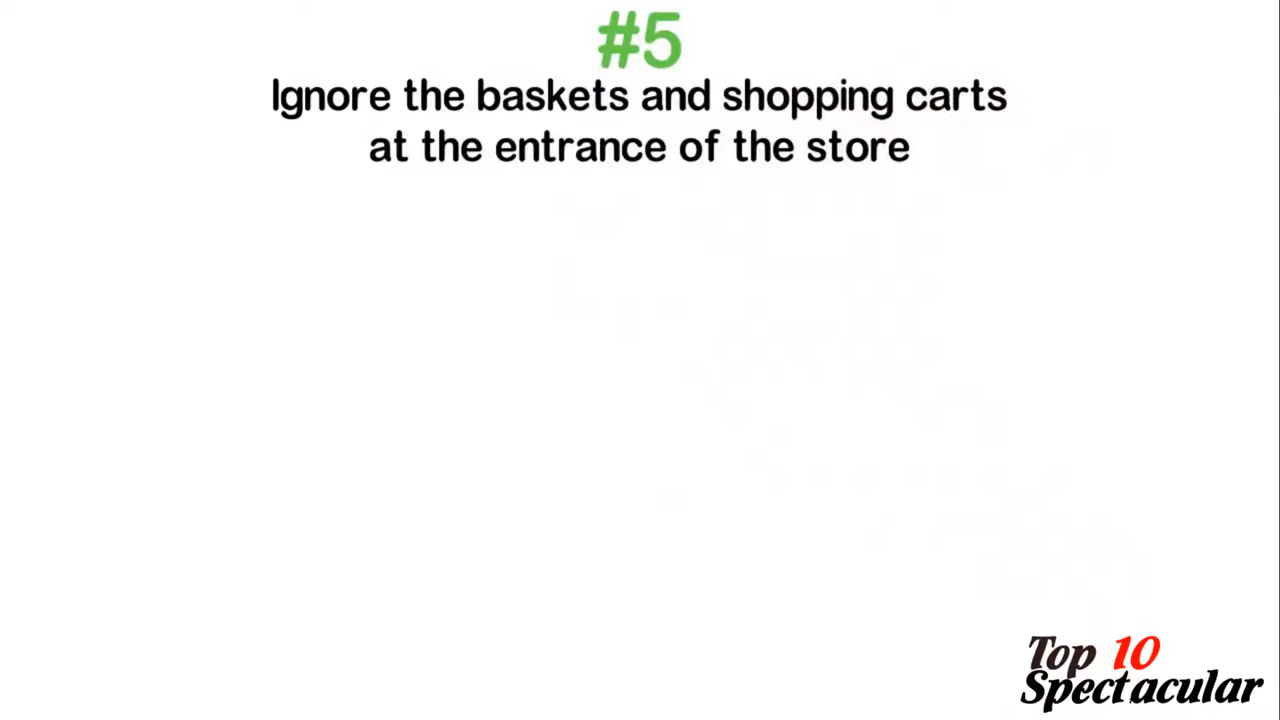 #5
Ignore the baskets and shopping carts
at the entrance of the store
Top 10
Spectacular